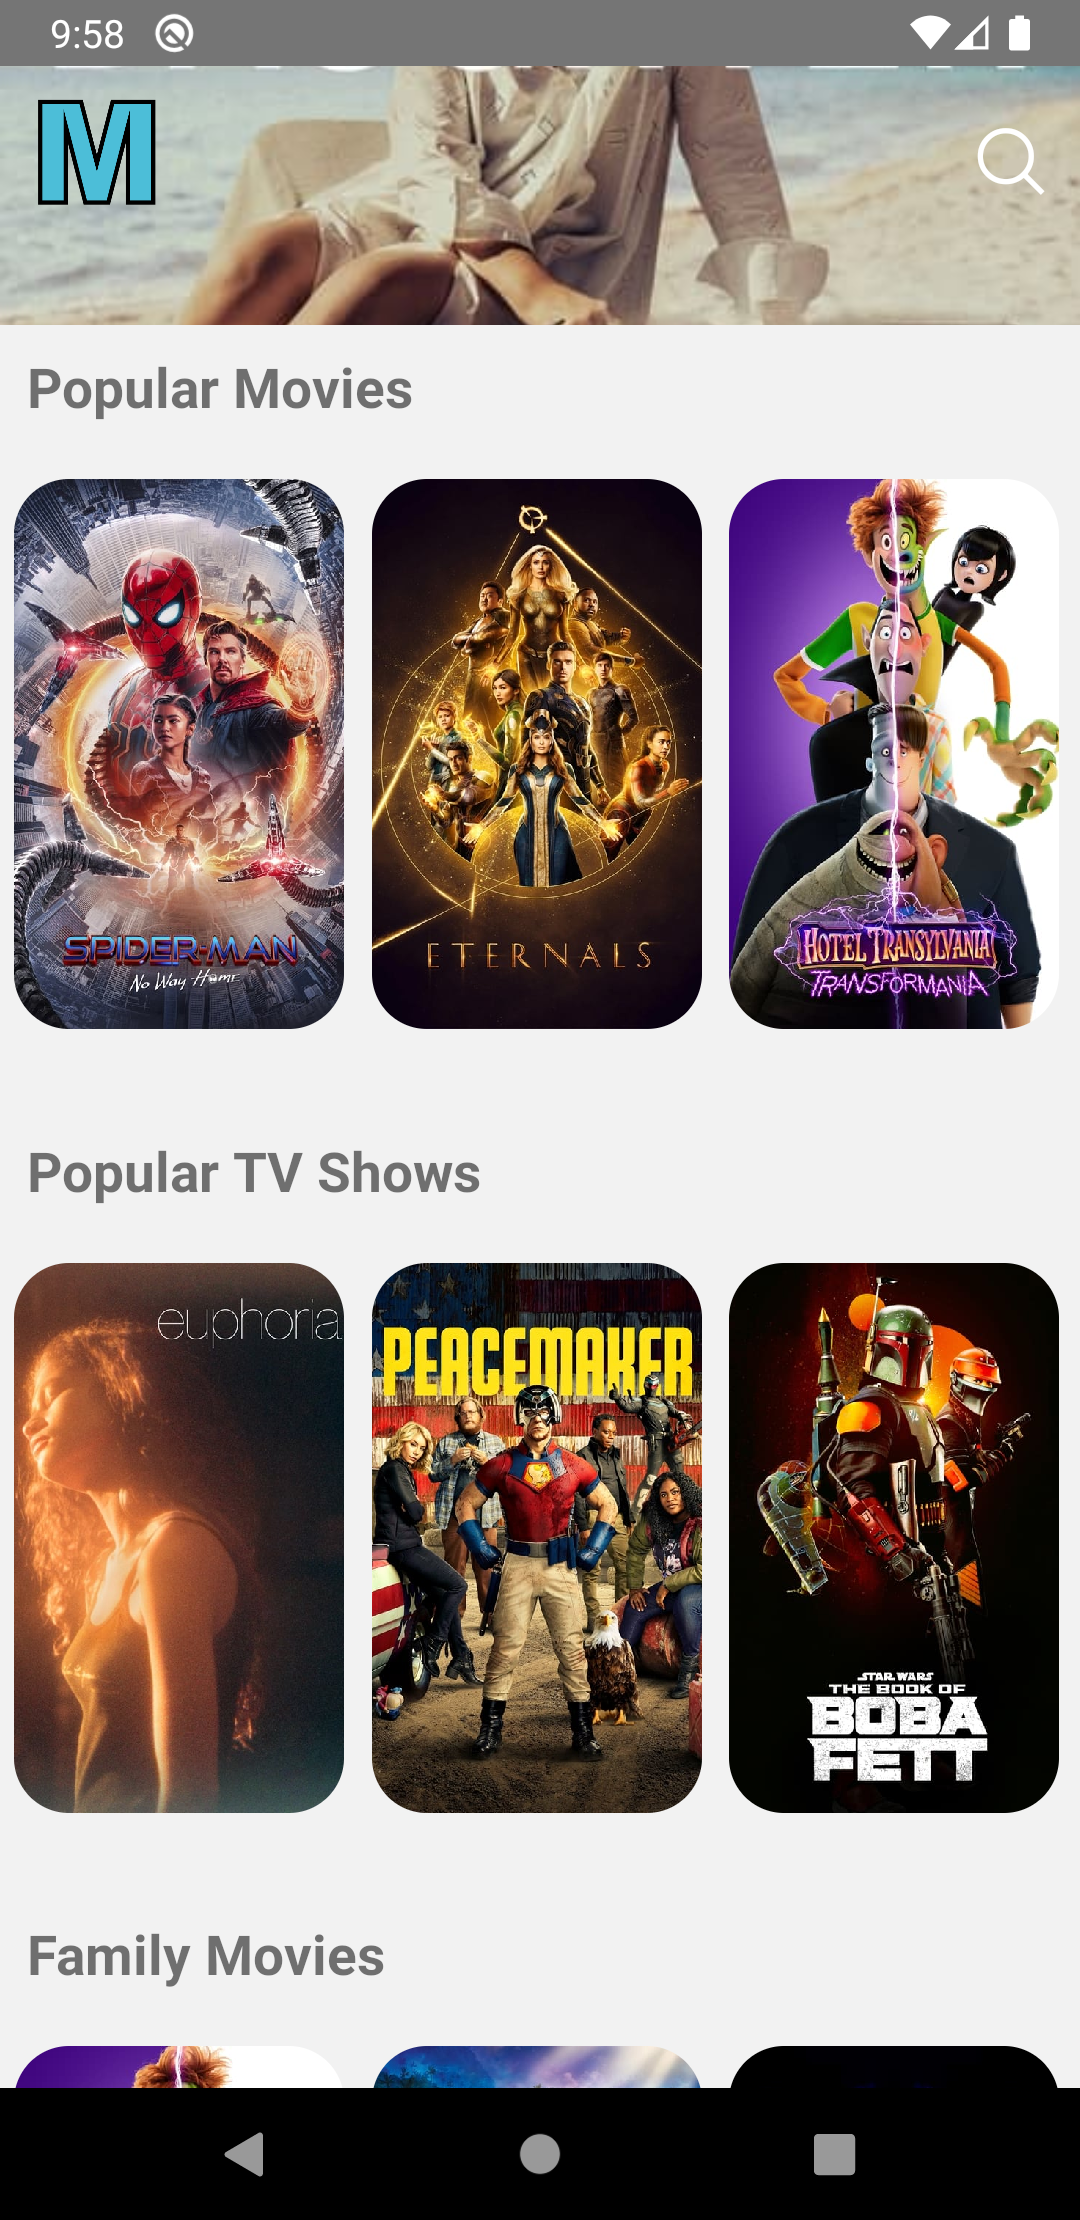 9:58
M
Popular Movies
SPIDER-MAN
No Way Home
ETERNALS
HOTEL TRANSYLVANIA
TRANSFORMANIA
Popular TV Shows
euphoria
PEACEMAKER
STAR WARS
THE BOOK OF
BOBA
FETT
Family Movies